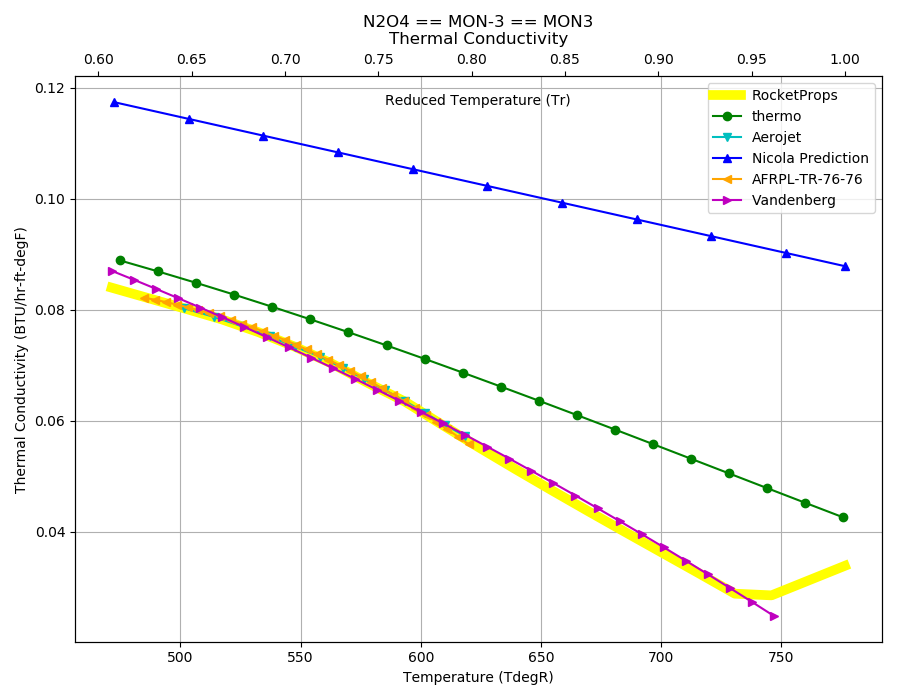 N2O4 == MON-3 == MON3
Thermal Conductivity
0.60 0.65 0.70 0.75 0.80 0.85 0.90 0.95 1.00
Reduced Temperature (Tr)
RocketProps
thermo
Aerojet
Nicola Prediction
AFRPL-TR-76-76
Vandenberg
0.12
0.10
0.08
0.06
0.04
Thermal Conductivity (BTU/hr-ft-degF)
500 550 600 650 700 750
Temperature (TdegR)